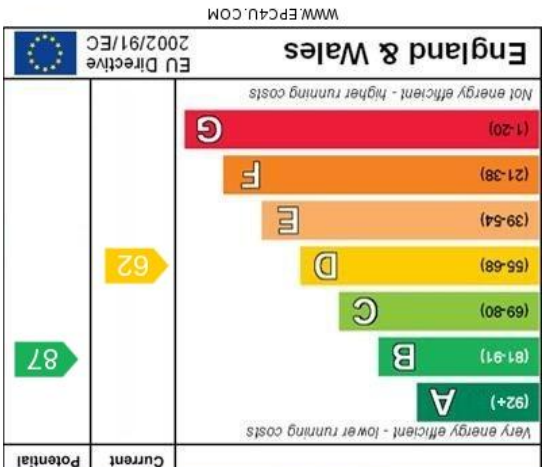 Current
Potential
Very energy efficient - lower running costs
(92+) A
(81-91) B
87
(69-80) C
(55-68) D
62
(39-54) E
(21-38) F
(1-20) G
Not energy efficient - higher running costs
England & Wales
EU Directive
2002/91/EC
WWW.EPC4U.COM